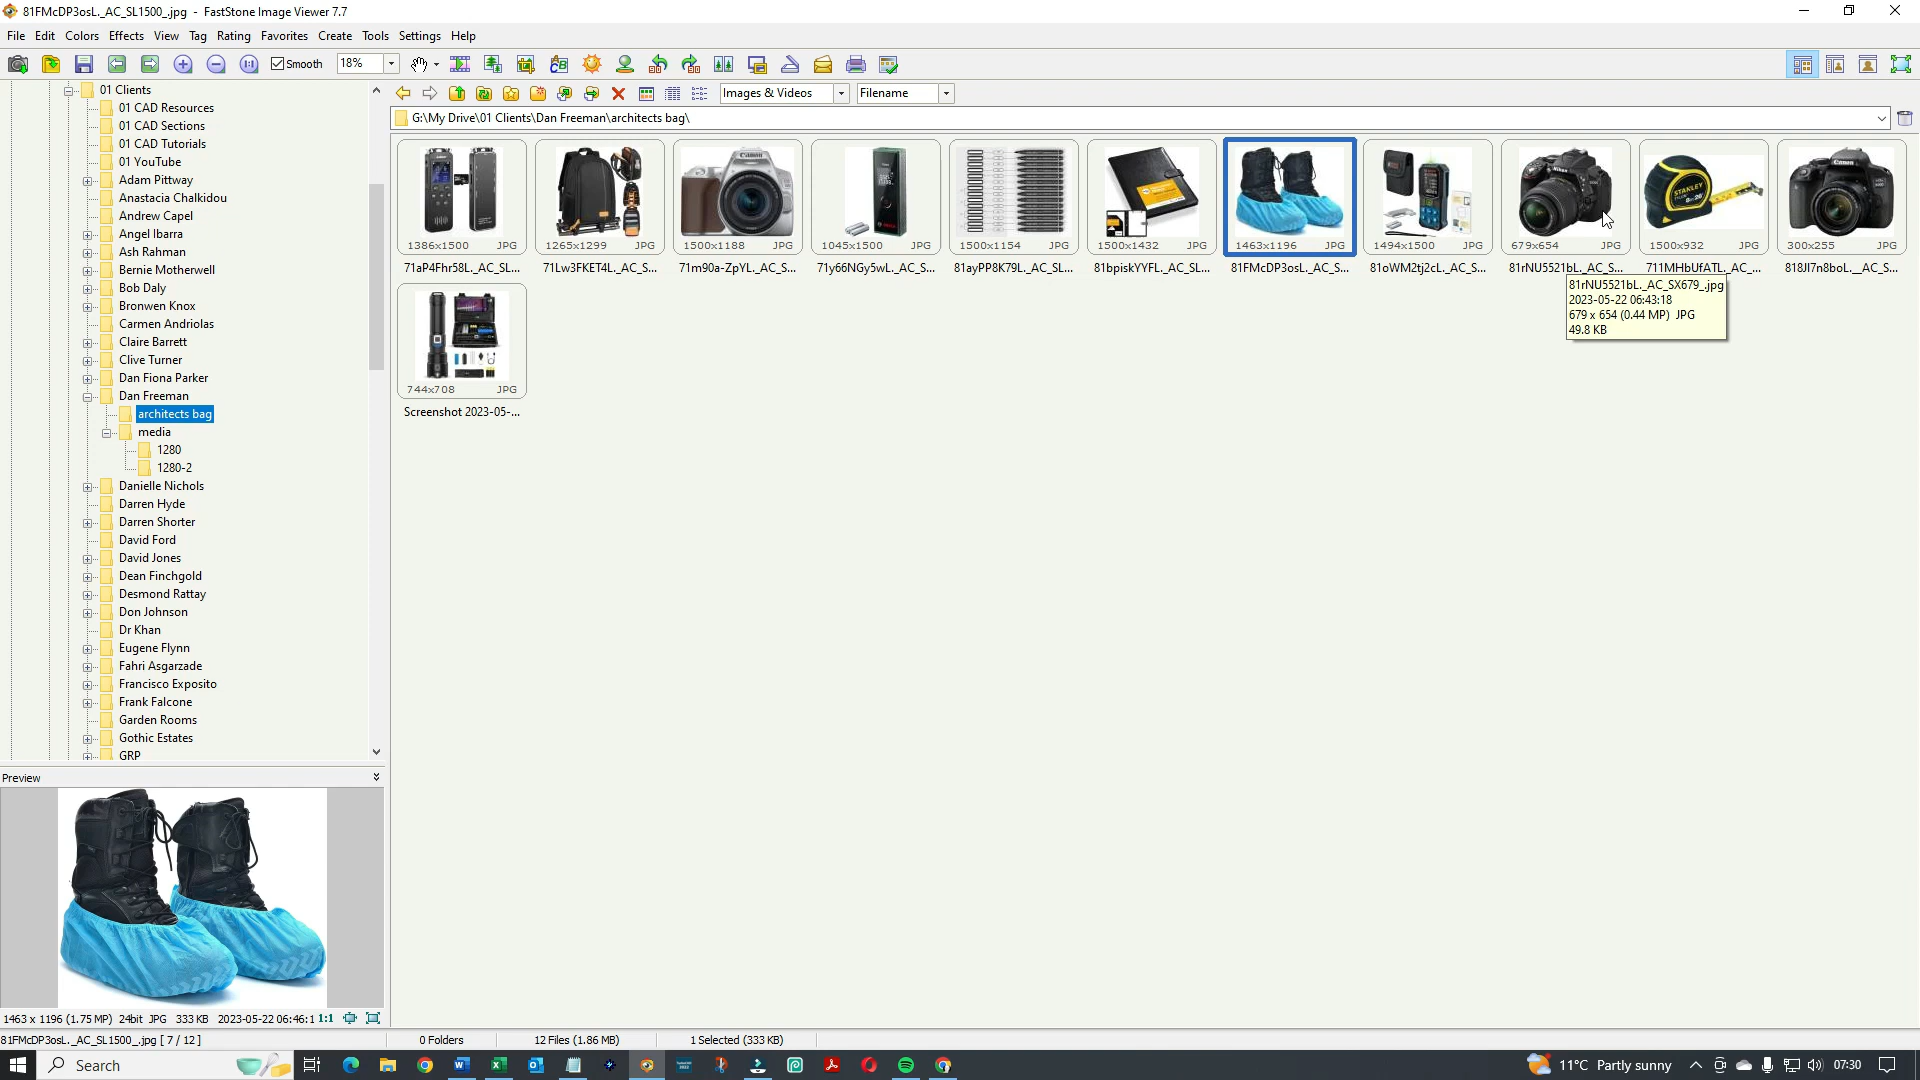 81FMcDP3osL._AC_SL1500_.jpg - FastStone Image Viewer 7.7
File Edit Colors Effects View Tag Rating Favorites Create Tools Settings Help
Smooth 18%
Images & Videos Filename
G:\My Drive\01 Clients\Dan Freeman\architects bag\
01 Clients
01 CAD Resources
01 CAD Sections
01 CAD Tutorials
01 YouTube
Adam Pittway
Anastacia Chalkidou
Andrew Capel
Angel Ibarra
Ash Rahman
Bernie Motherwell
Bob Daly
Bronwen Knox
Carmen Andriolas
Claire Barrett
Clive Turner
Dan Fiona Parker
Dan Freeman
architects bag
media
1280
1280-2
Danielle Nichols
Darren Hyde
Darren Shorter
David Ford
David Jones
Dean Finchgold
Desmond Rattay
Don Johnson
Dr Khan
Eugene Flynn
Fahri Asgarzade
Francisco Exposito
Frank Falcone
Garden Rooms
Gothic Estates
GRP
1386x1500 JPG
71aP4Fhr58L._AC_SL...
1265x1299 JPG
71Lw3FKET4L._AC_S...
Canon
1500x1188 JPG
71m90a-ZpYL._AC_S...
1045x1500 JPG
71y66NGy5wL._AC_S...
1500x1154 JPG
81ayPP8K79L._AC_SL...
1500x1432 JPG
81bpiskYYFL._AC_SL...
1463x1196 JPG
81FMcDP3osL._AC_S...
1494x1500 JPG
81oWM2tj2cL._AC_S...
Nikon
679x654 JPG
81rNU5521bL._AC_S...
STANLEY
1500x932 JPG
711MHbUfATL._AC_...
Canon
300x255 JPG
818JI7n8boL.__AC_S...
81rNU5521bL._AC_SX679_.jpg
2023-05-22 06:43:18
679 x 654 (0.44 MP) JPG
49.8 KB
744x708 JPG
Screenshot 2023-05-...
Preview
1463 x 1196 (1.75 MP) 24bit JPG 333 KB 2023-05-22 06:46:1 1:1
81FMcDP3osL._AC_SL1500_.jpg [ 7 / 12 ]
0 Folders
12 Files (1.86 MB)
1 Selected (333 KB)
Search
11°C Partly sunny
07:30